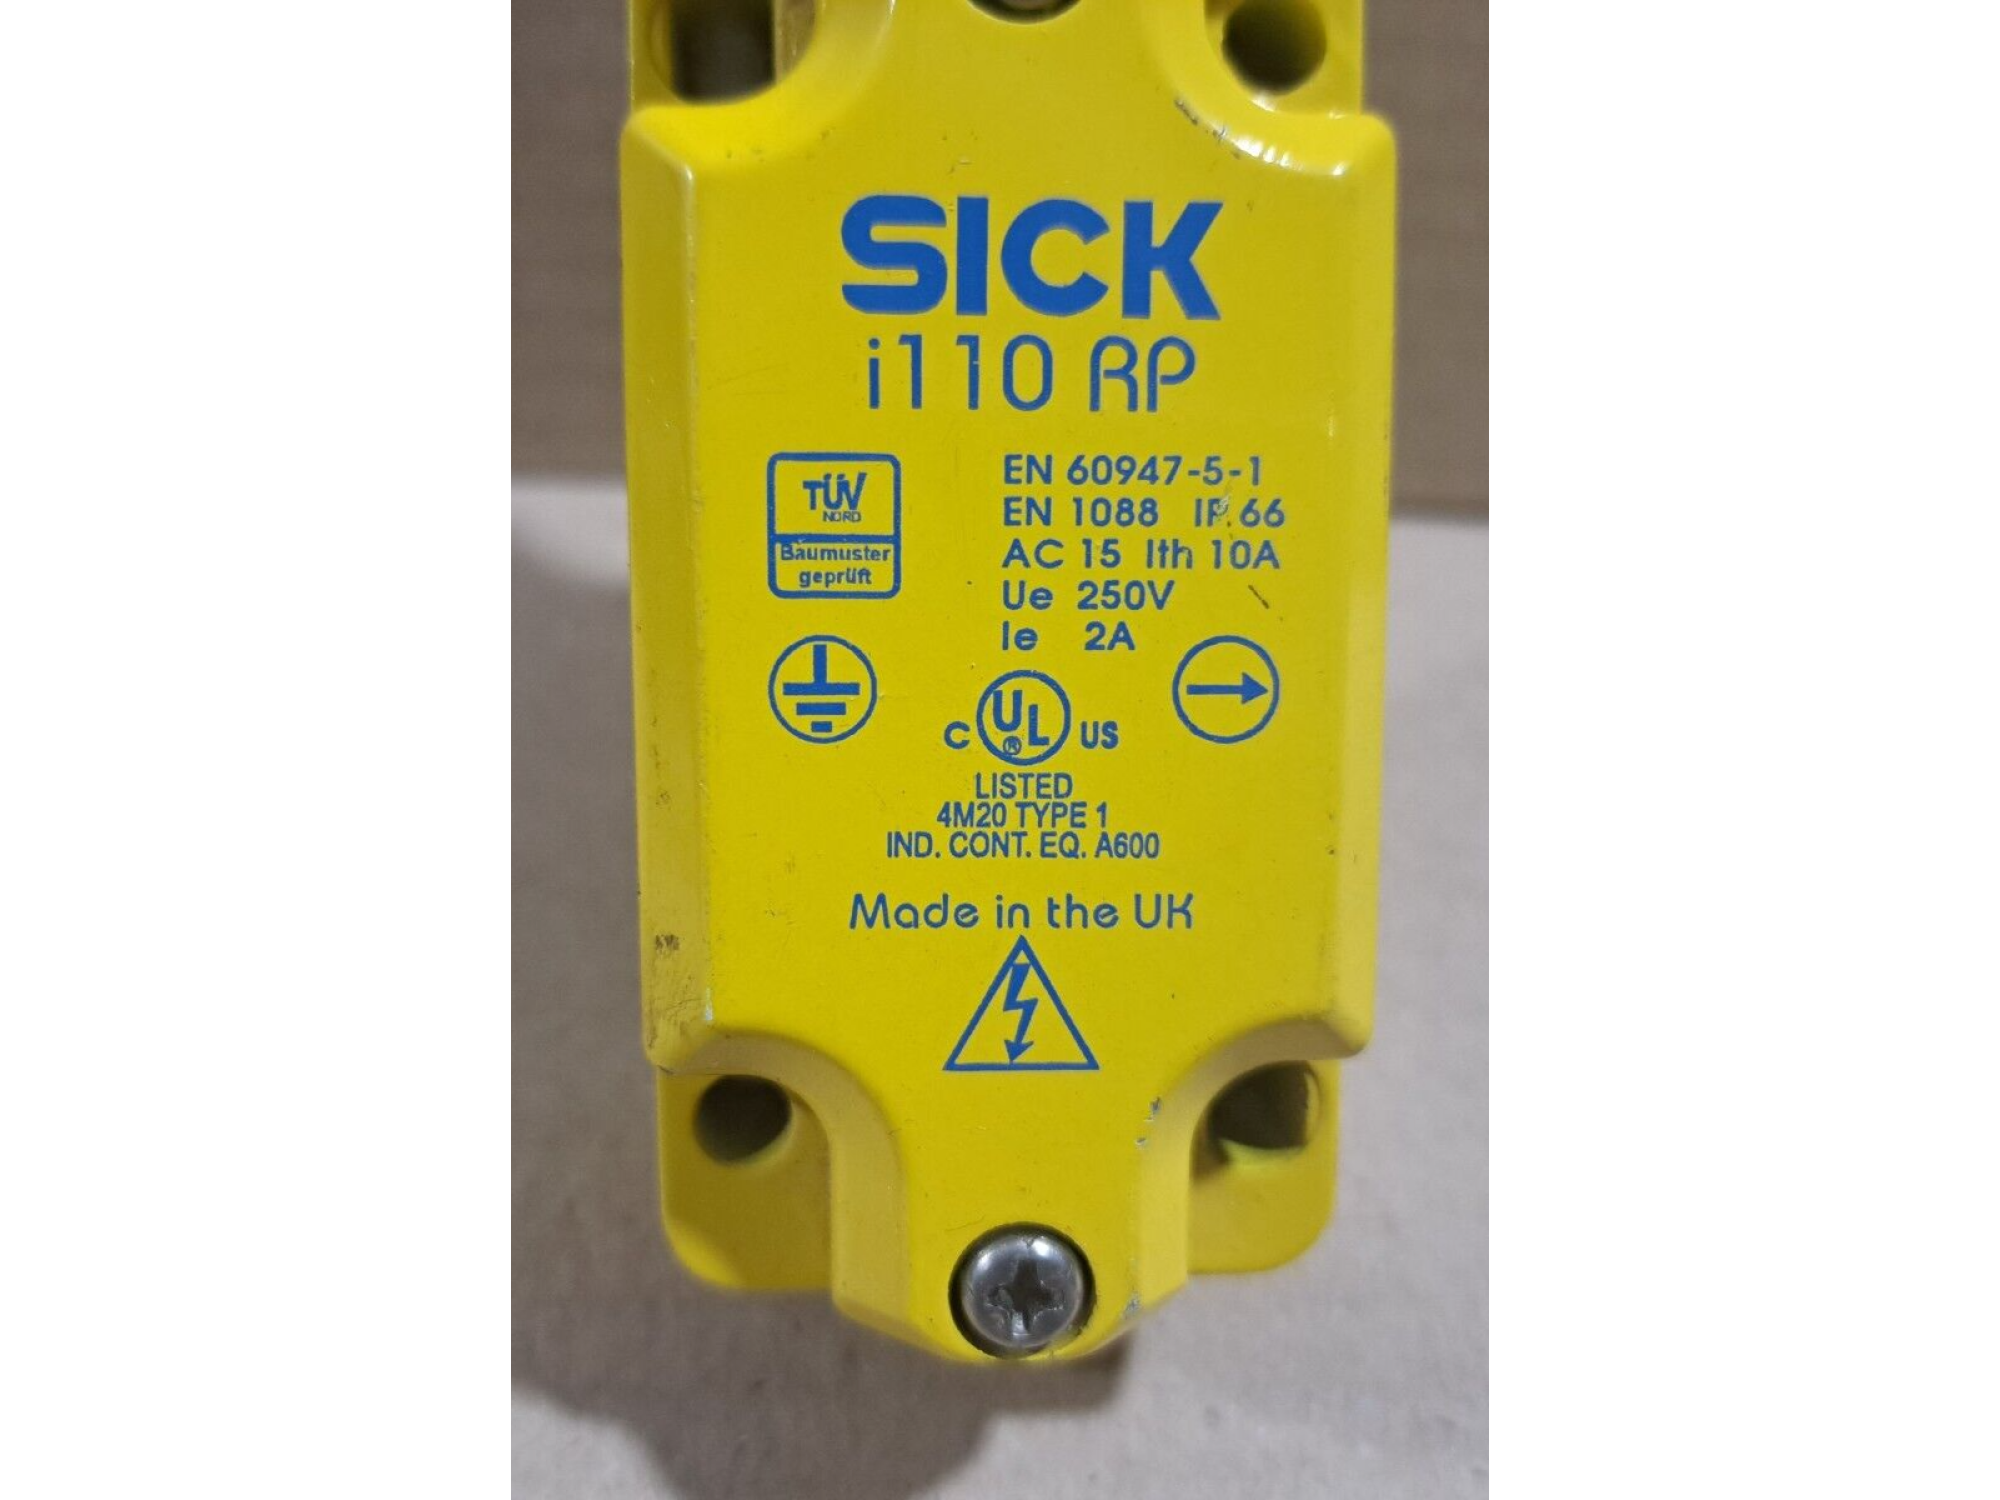 SICK
i110 RP
TÜV
NORD
Baumuster
geprüft
EN 60947-5-1
EN 1088 IP 66
AC 15 Ith 10A
Ue 250V
Ie 2A
C UL ® US
LISTED
4M20 TYPE 1
IND. CONT. EQ. A600
Made in the UK